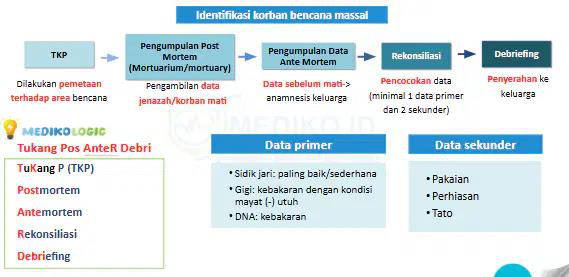 Identifikasi korban bencana massal
TKP
Dilakukan pemetaan
terhadap area bencana
Pengumpulan Post
Mortem
(Mortuarium/mortuary)
Pengambilan data
jenazah/korban mati
Pengumpulan Data
Ante Mortem
Data sebelum mati->
anamnesis keluarga
Rekonsiliasi
Pencocokan data
(minimal 1 data primer
dan 2 sekunder)
Debriefing
Penyerahan ke
keluarga
MEDIKOLOGIC
Tukang Pos AnteR Debri
TuKang P (TKP)
Postmortem
Antemortem
Rekonsiliasi
Debriefing
MEDIKO.ID
Data primer
• Sidik jari: paling baik/sederhana
• Gigi: kebakaran dengan kondisi
mayat (-) utuh
• DNA: kebakaran
Data sekunder
• Pakaian
• Perhiasan
• Tato